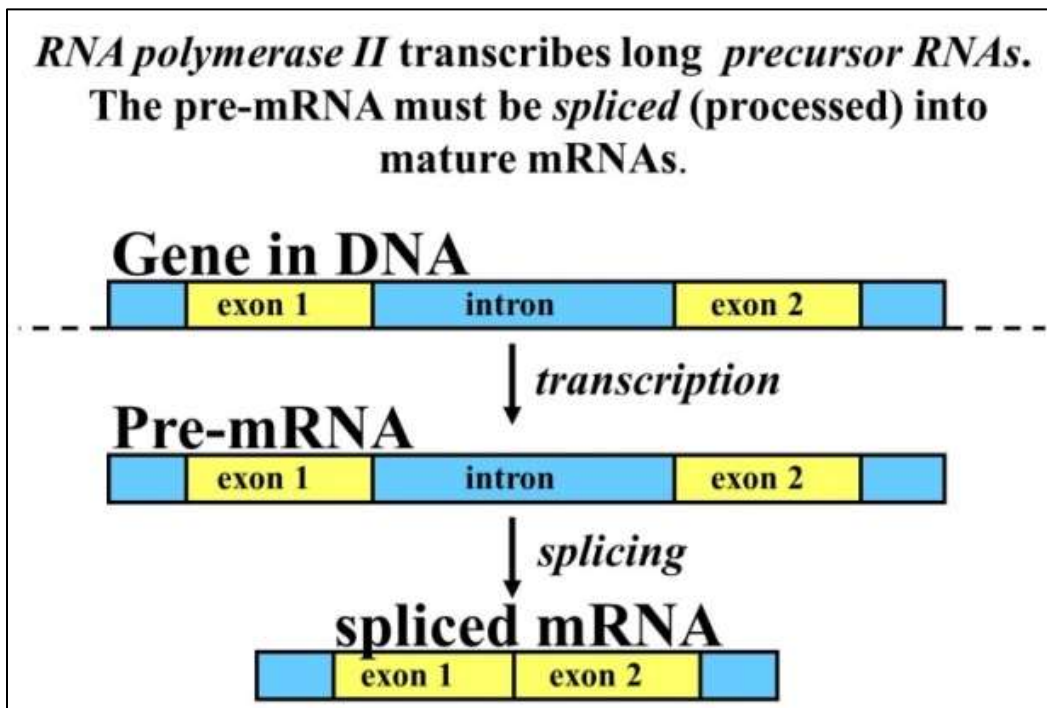 RNA polymerase II transcribes long precursor RNAs.
The pre-mRNA must be spliced (processed) into
mature mRNAs.
Gene in DNA
exon 1 intron exon 2
transcription
Pre-mRNA
exon 1 intron exon 2
splicing
spliced mRNA
exon 1 exon 2